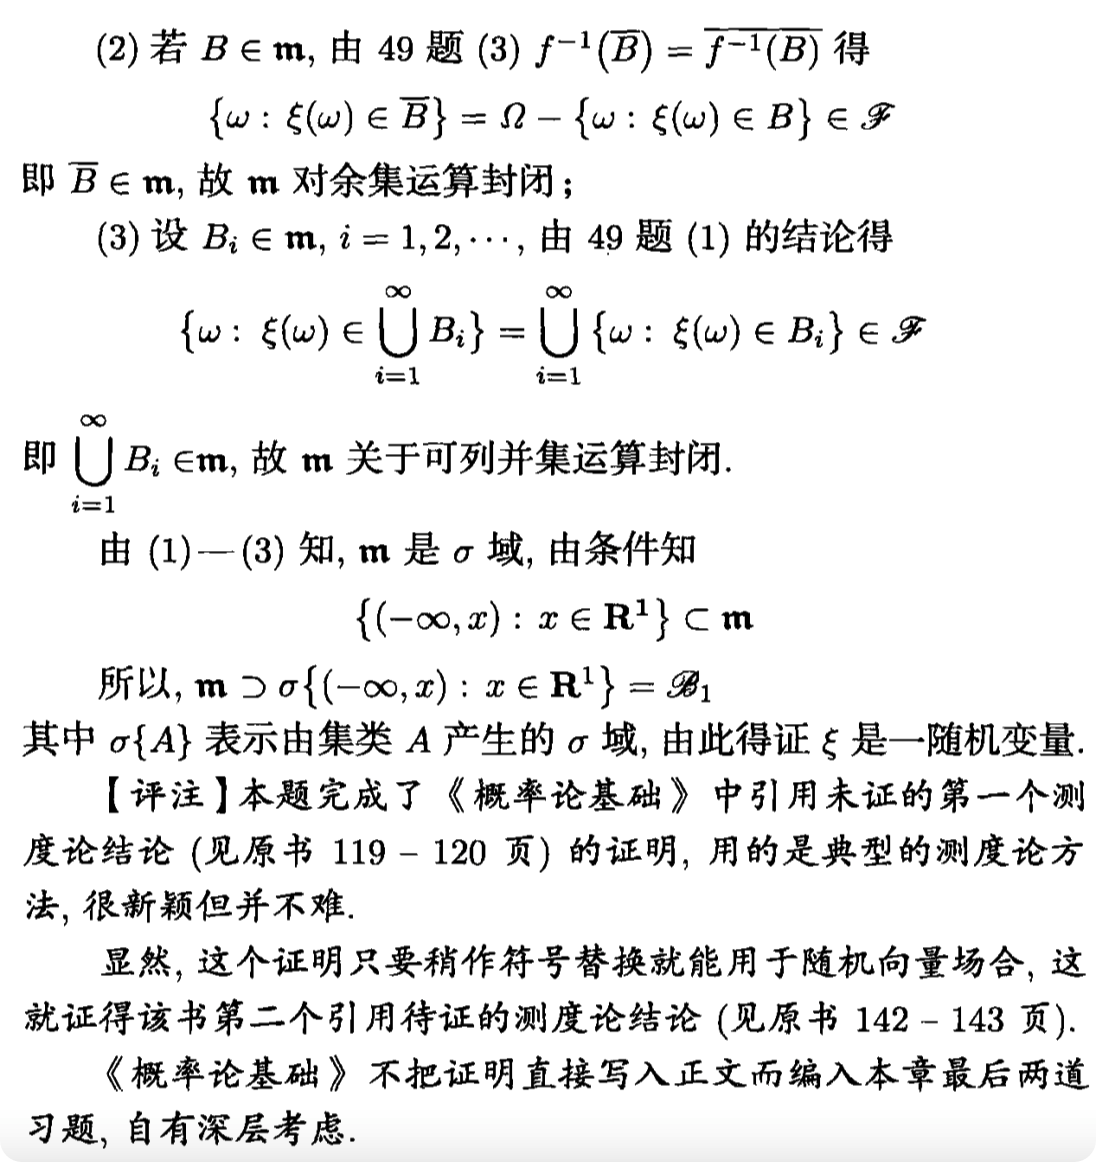 (2) 若 $B \in \mathbf{m}$, 由 49 题 (3) $f^{-1}(\overline{B}) = \overline{f^{-1}(B)}$ 得
$\{\omega : \xi(\omega) \in \overline{B}\} = \Omega - \{\omega : \xi(\omega) \in B\} \in \mathscr{F}$
即 $\overline{B} \in \mathbf{m}$, 故 $\mathbf{m}$ 对余集运算封闭;
(3) 设 $B_i \in \mathbf{m}$, $i = 1, 2, \cdots$, 由 49 题 (1) 的结论得
$\{\omega : \xi(\omega) \in \bigcup_{i=1}^{\infty} B_i\} = \bigcup_{i=1}^{\infty} \{\omega : \xi(\omega) \in B_i\} \in \mathscr{F}$
即 $\bigcup_{i=1}^{\infty} B_i \in \mathbf{m}$, 故 $\mathbf{m}$ 关于可列并集运算封闭.
由 (1)—(3) 知, $\mathbf{m}$ 是 $\sigma$ 域, 由条件知
$\{(-\infty, x) : x \in \mathbf{R}^1\} \subset \mathbf{m}$
所以, $\mathbf{m} \supset \sigma\{(-\infty, x) : x \in \mathbf{R}^1\} = \mathscr{B}_1$
其中 $\sigma\{A\}$ 表示由集类 $A$ 产生的 $\sigma$ 域, 由此得证 $\xi$ 是一随机变量.
【评注】本题完成了《概率论基础》中引用未证的第一个测
度论结论 (见原书 119 – 120 页) 的证明, 用的是典型的测度论方
法, 很新颖但并不难.
显然, 这个证明只要稍作符号替换就能用于随机向量场合, 这
就证得该书第二个引用待证的测度论结论 (见原书 142 – 143 页).
《概率论基础》不把证明直接写入正文而编入本章最后两道
习题, 自有深层考虑.